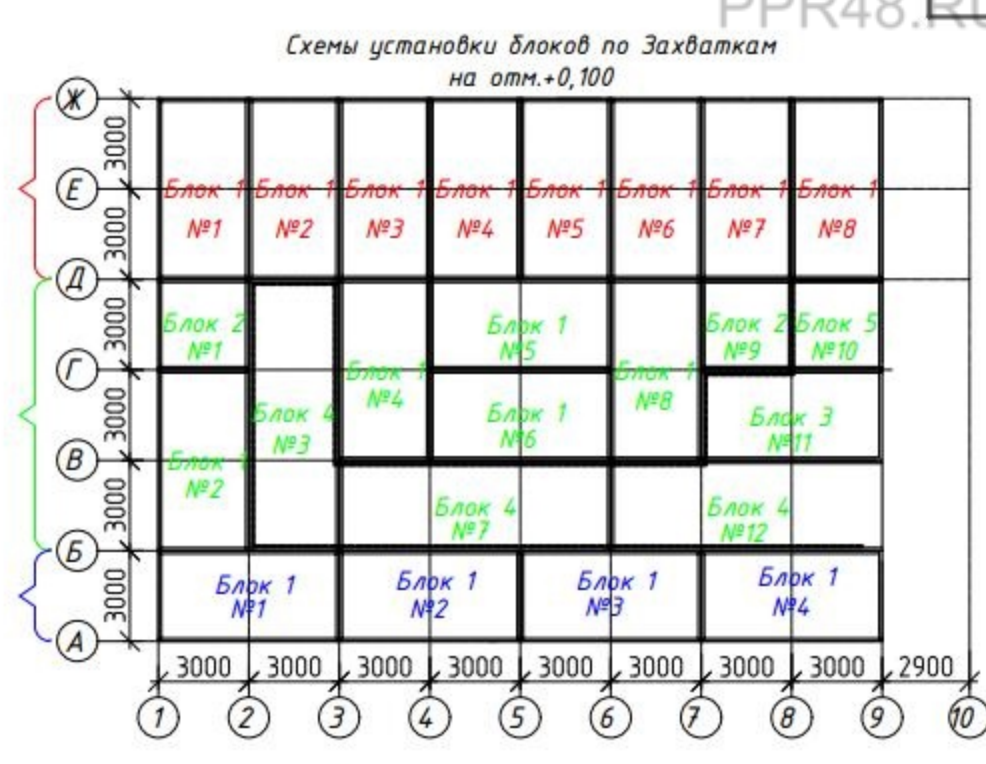 PPR48.RU
Схемы установки блоков по Захваткам
на отм.+0,100
Ж
3000
Е
3000
Д
3000
Г
3000
В
3000
Б
3000
А
Блок 1 Блок 1 Блок 1 Блок 1 Блок 1 Блок 1 Блок 1 Блок 1
№1 №2 №3 №4 №5 №6 №7 №8
Блок 2 Блок 1 Блок 2 Блок 5
№1 №5 №9 №10
Блок 1 Блок 1
№4 №8
Блок 4 Блок 1 Блок 3
№3 №6 №11
Блок 1
№2
Блок 4 Блок 4
№7 №12
Блок 1 Блок 1 Блок 1 Блок 1
№1 №2 №3 №4
3000 3000 3000 3000 3000 3000 3000 3000 2900
1 2 3 4 5 6 7 8 9 10